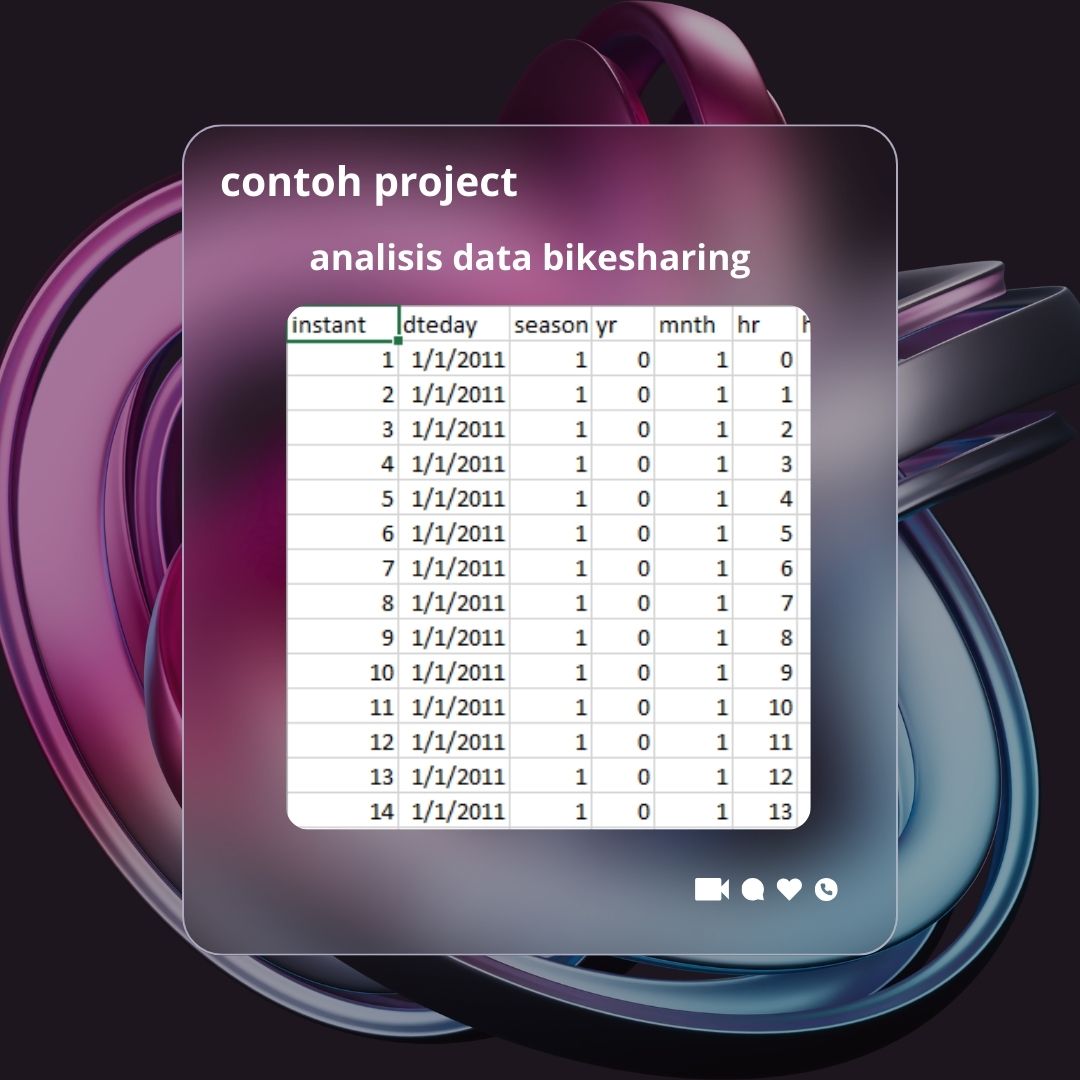 contoh project
analisis data bikesharing
instant dteday season yr mnth hr h
1 1/1/2011 1 0 1 0
2 1/1/2011 1 0 1 1
3 1/1/2011 1 0 1 2
4 1/1/2011 1 0 1 3
5 1/1/2011 1 0 1 4
6 1/1/2011 1 0 1 5
7 1/1/2011 1 0 1 6
8 1/1/2011 1 0 1 7
9 1/1/2011 1 0 1 8
10 1/1/2011 1 0 1 9
11 1/1/2011 1 0 1 10
12 1/1/2011 1 0 1 11
13 1/1/2011 1 0 1 12
14 1/1/2011 1 0 1 13